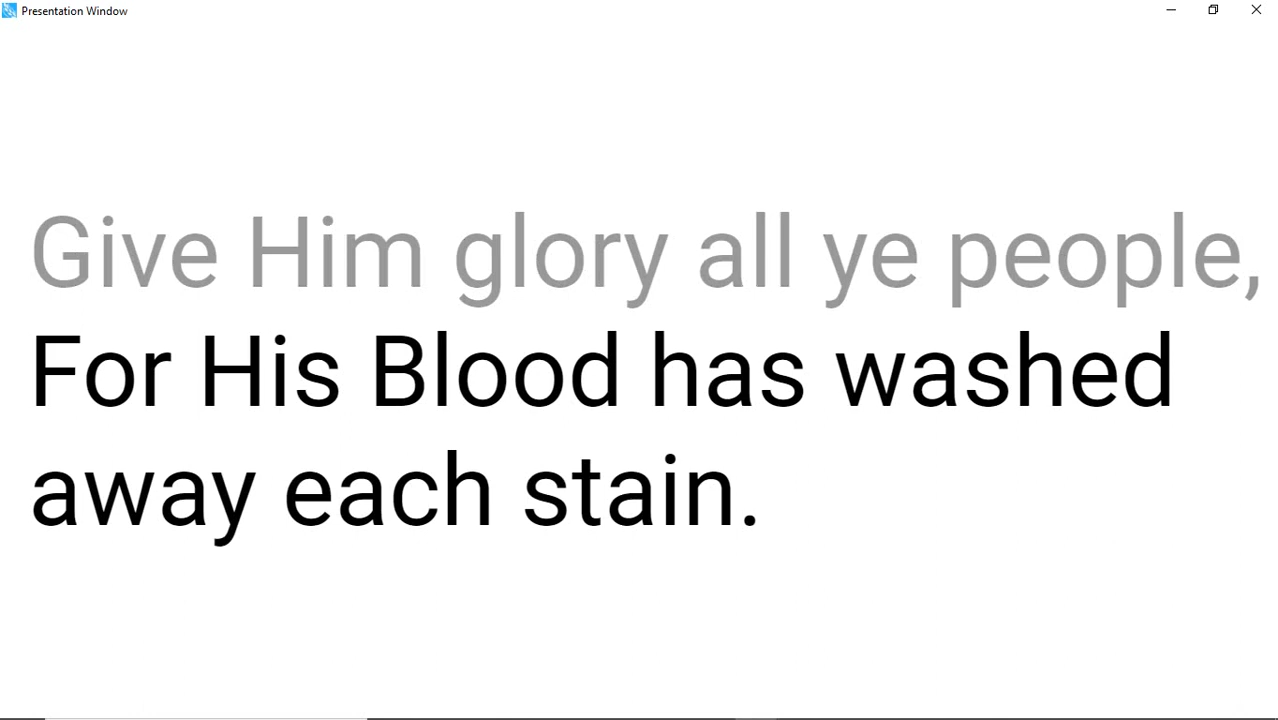 Presentation Window
Give Him glory all ye people,
For His Blood has washed
away each stain.